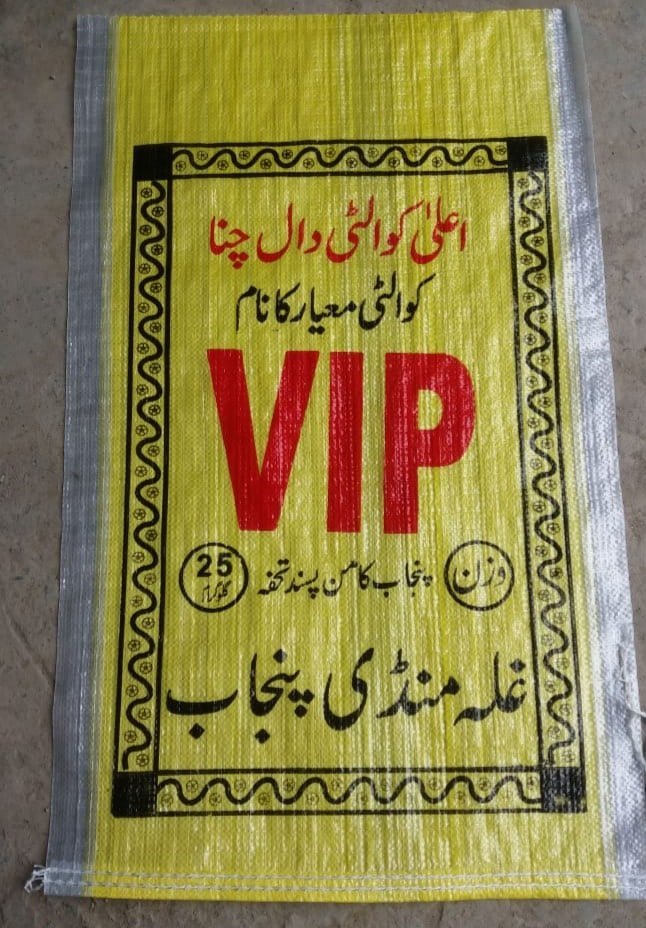 اعلیٰ کوالٹی دال چنا
کوالٹی معیار کا نام
VIP
وزن پنجاب کا من پسند تحفہ 25 کلوگرام
غلہ منڈی پنجاب